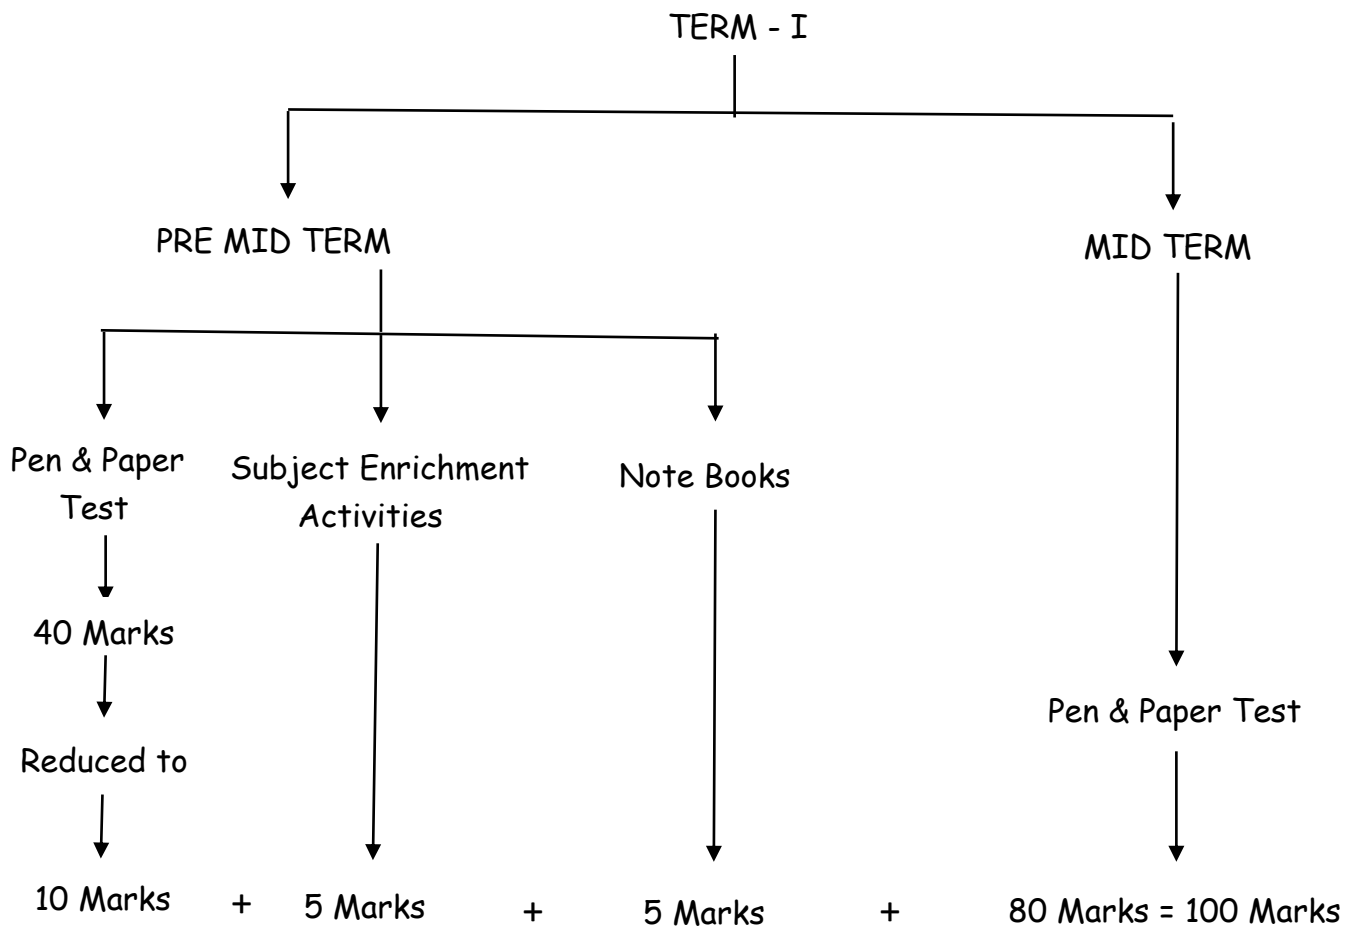 TERM - I
PRE MID TERM
MID TERM
Pen & Paper
Test
Subject Enrichment
Activities
Note Books
40 Marks
Reduced to
Pen & Paper Test
10 Marks + 5 Marks + 5 Marks + 80 Marks = 100 Marks